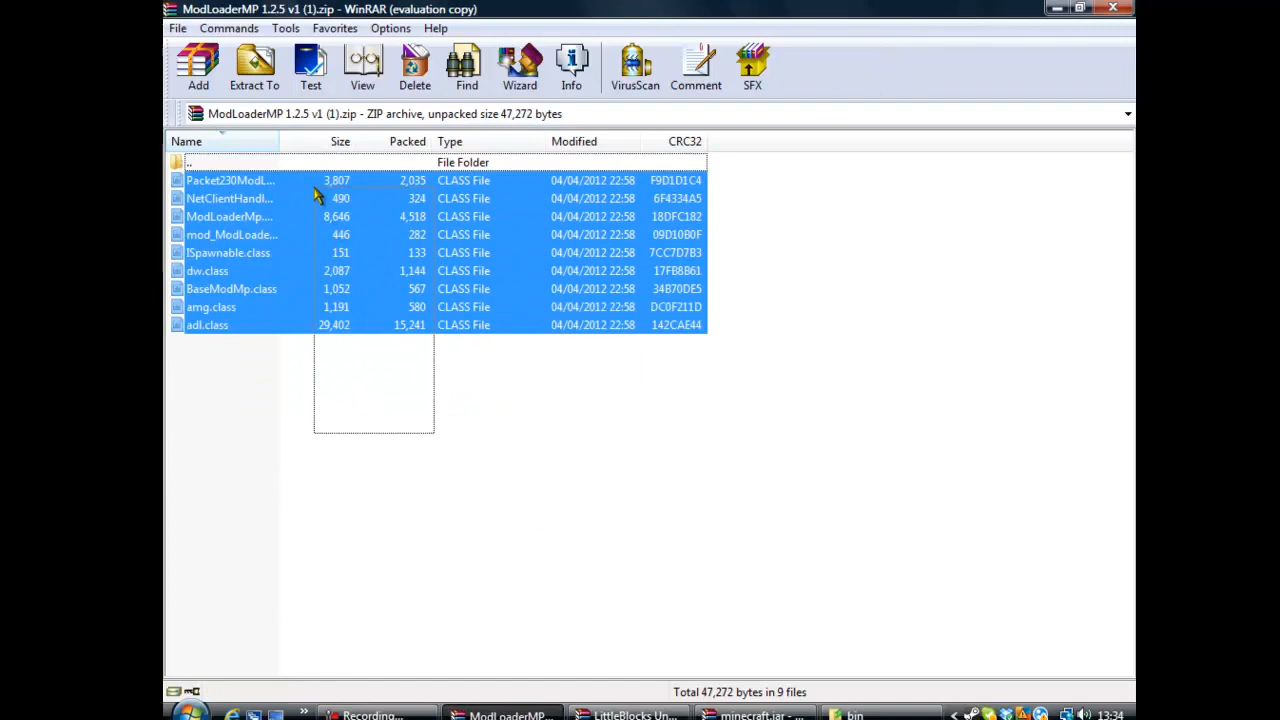 ModLoaderMP 1.2.5 v1 (1).zip - WinRAR (evaluation copy)
File Commands Tools Favorites Options Help
Add Extract To Test View Delete Find Wizard Info VirusScan Comment SFX
ModLoaderMP 1.2.5 v1 (1).zip - ZIP archive, unpacked size 47,272 bytes
Name Size Packed Type Modified CRC32
.. File Folder
Packet230ModL... 3,807 2,035 CLASS File 04/04/2012 22:58 F9D1D1C4
NetClientHandl... 490 324 CLASS File 04/04/2012 22:58 6F4334A5
ModLoaderMp.... 8,646 4,518 CLASS File 04/04/2012 22:58 18DFC182
mod_ModLoade... 446 282 CLASS File 04/04/2012 22:58 09D10B0F
ISpawnable.class 151 133 CLASS File 04/04/2012 22:58 7CC7D7B3
dw.class 2,087 1,144 CLASS File 04/04/2012 22:58 17FB8B61
BaseModMp.class 1,052 567 CLASS File 04/04/2012 22:58 34B70DE5
amg.class 1,191 580 CLASS File 04/04/2012 22:58 DC0F211D
adl.class 29,402 15,241 CLASS File 04/04/2012 22:58 142CAE44
Total 47,272 bytes in 9 files
Recording... ModLoaderMP... LittleBlocks Un... minecraft.jar - ... bin 13:34